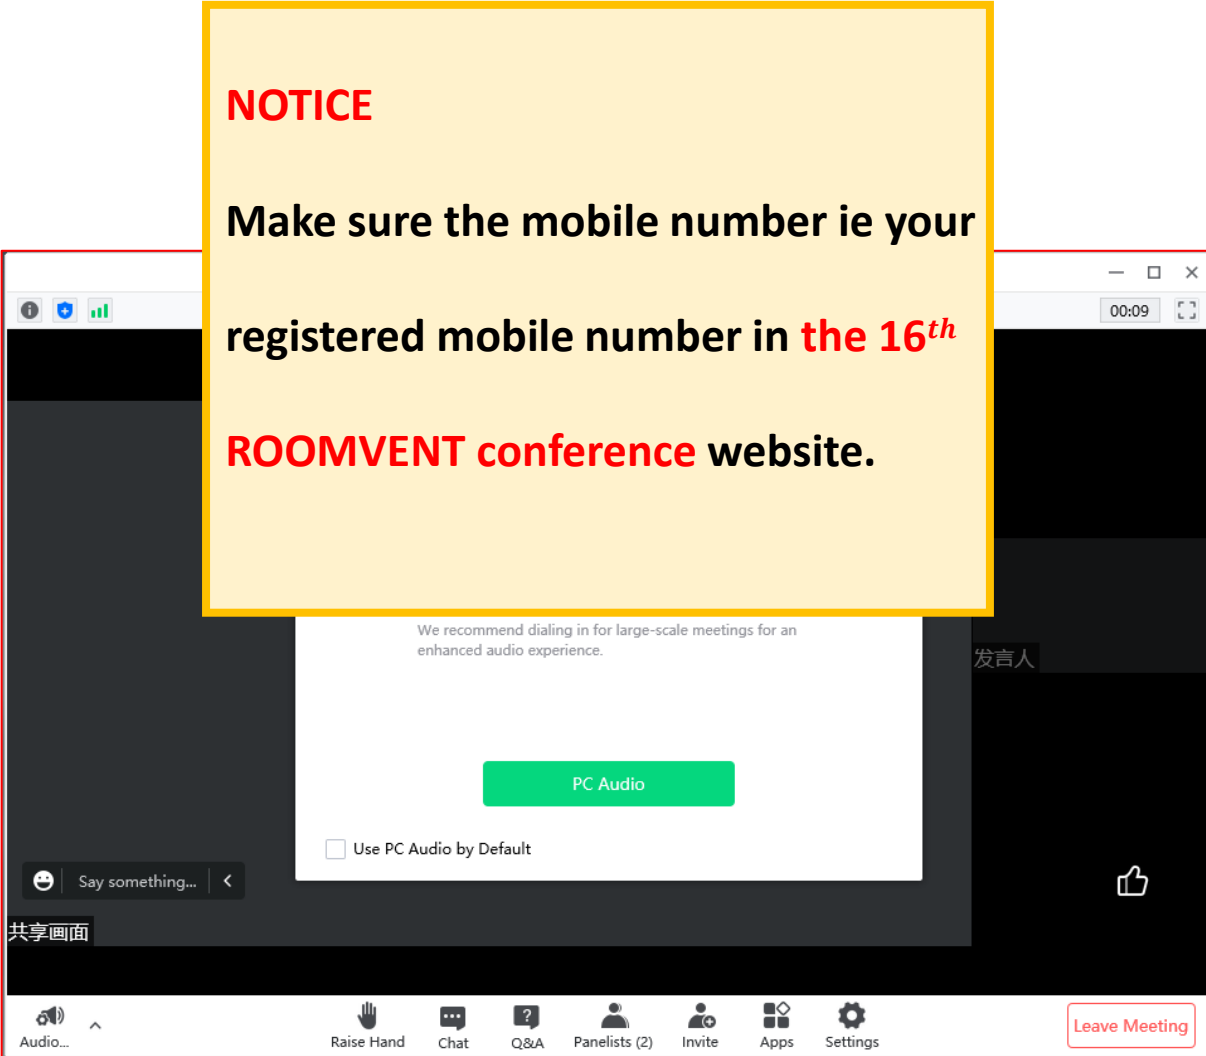 NOTICE
Make sure the mobile number ie your
registered mobile number in the 16th
ROOMVENT conference website.
00:09
We recommend dialing in for large-scale meetings for an
enhanced audio experience.
发言人
PC Audio
Use PC Audio by Default
Say something...
共享画面
Audio...
Raise Hand
Chat
Q&A
Panelists (2)
Invite
Apps
Settings
Leave Meeting